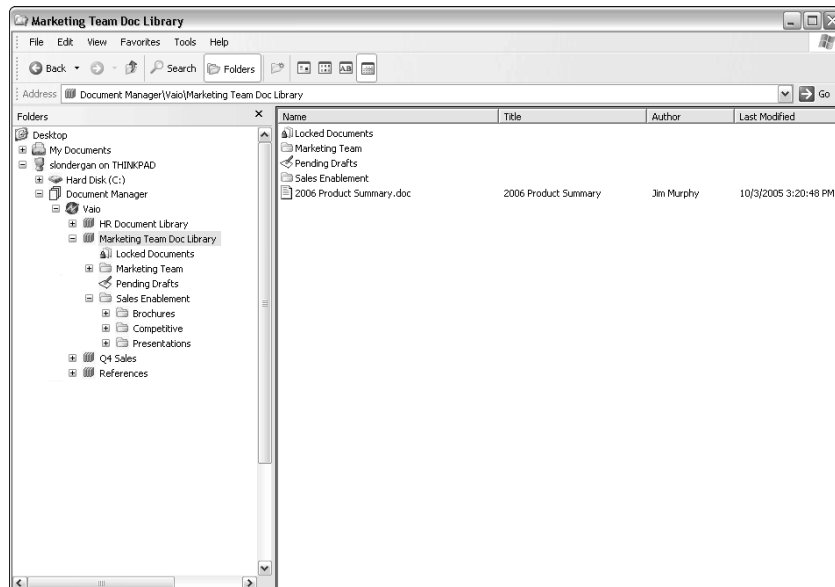 Marketing Team Doc Library
File Edit View Favorites Tools Help
Back Search Folders
Address Document Manager\Vaio\Marketing Team Doc Library Go
Folders
Desktop
My Documents
slondergan on THINKPAD
Hard Disk (C:)
Document Manager
Vaio
HR Document Library
Marketing Team Doc Library
Locked Documents
Marketing Team
Pending Drafts
Sales Enablement
Brochures
Competitive
Presentations
Q4 Sales
References
Name Title Author Last Modified
Locked Documents
Marketing Team
Pending Drafts
Sales Enablement
2006 Product Summary.doc 2006 Product Summary Jim Murphy 10/3/2005 3:20:48 PM